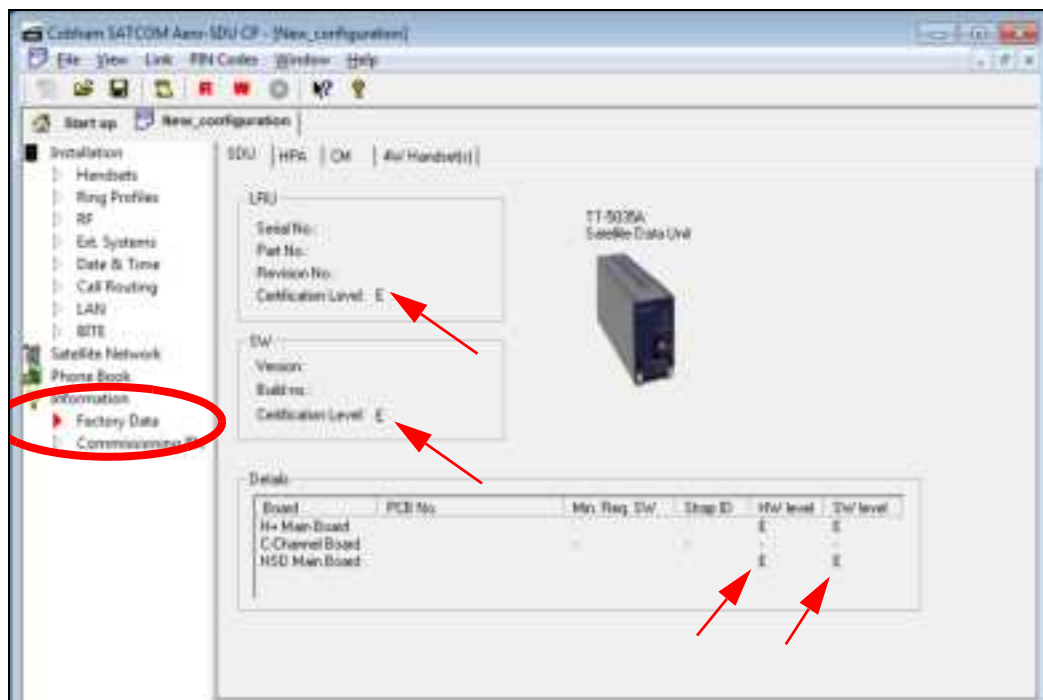 Cobham SATCOM Aero-SDU CP - [New_configuration]
File View Link PIN Codes Window Help
R W
Start up New_configuration
Installation
Handsets
Ring Profiles
RF
Ext. Systems
Date & Time
Call Routing
LAN
BITE
Satellite Network
Phone Book
Information
Factory Data
Commissioning
SDU HPA CM 4W Handset(s)
LRU
Serial No.:
Part No.:
Revision No.:
Certification Level: E
SW
Version:
Build no.:
Certification Level: E
TT-5035A
Satellite Data Unit
Details
Board PCB No. Min. Req. SW Strap ID HW level SW level
H+ Main Board E E
C-Channel Board - - - -
HSD Main Board E E